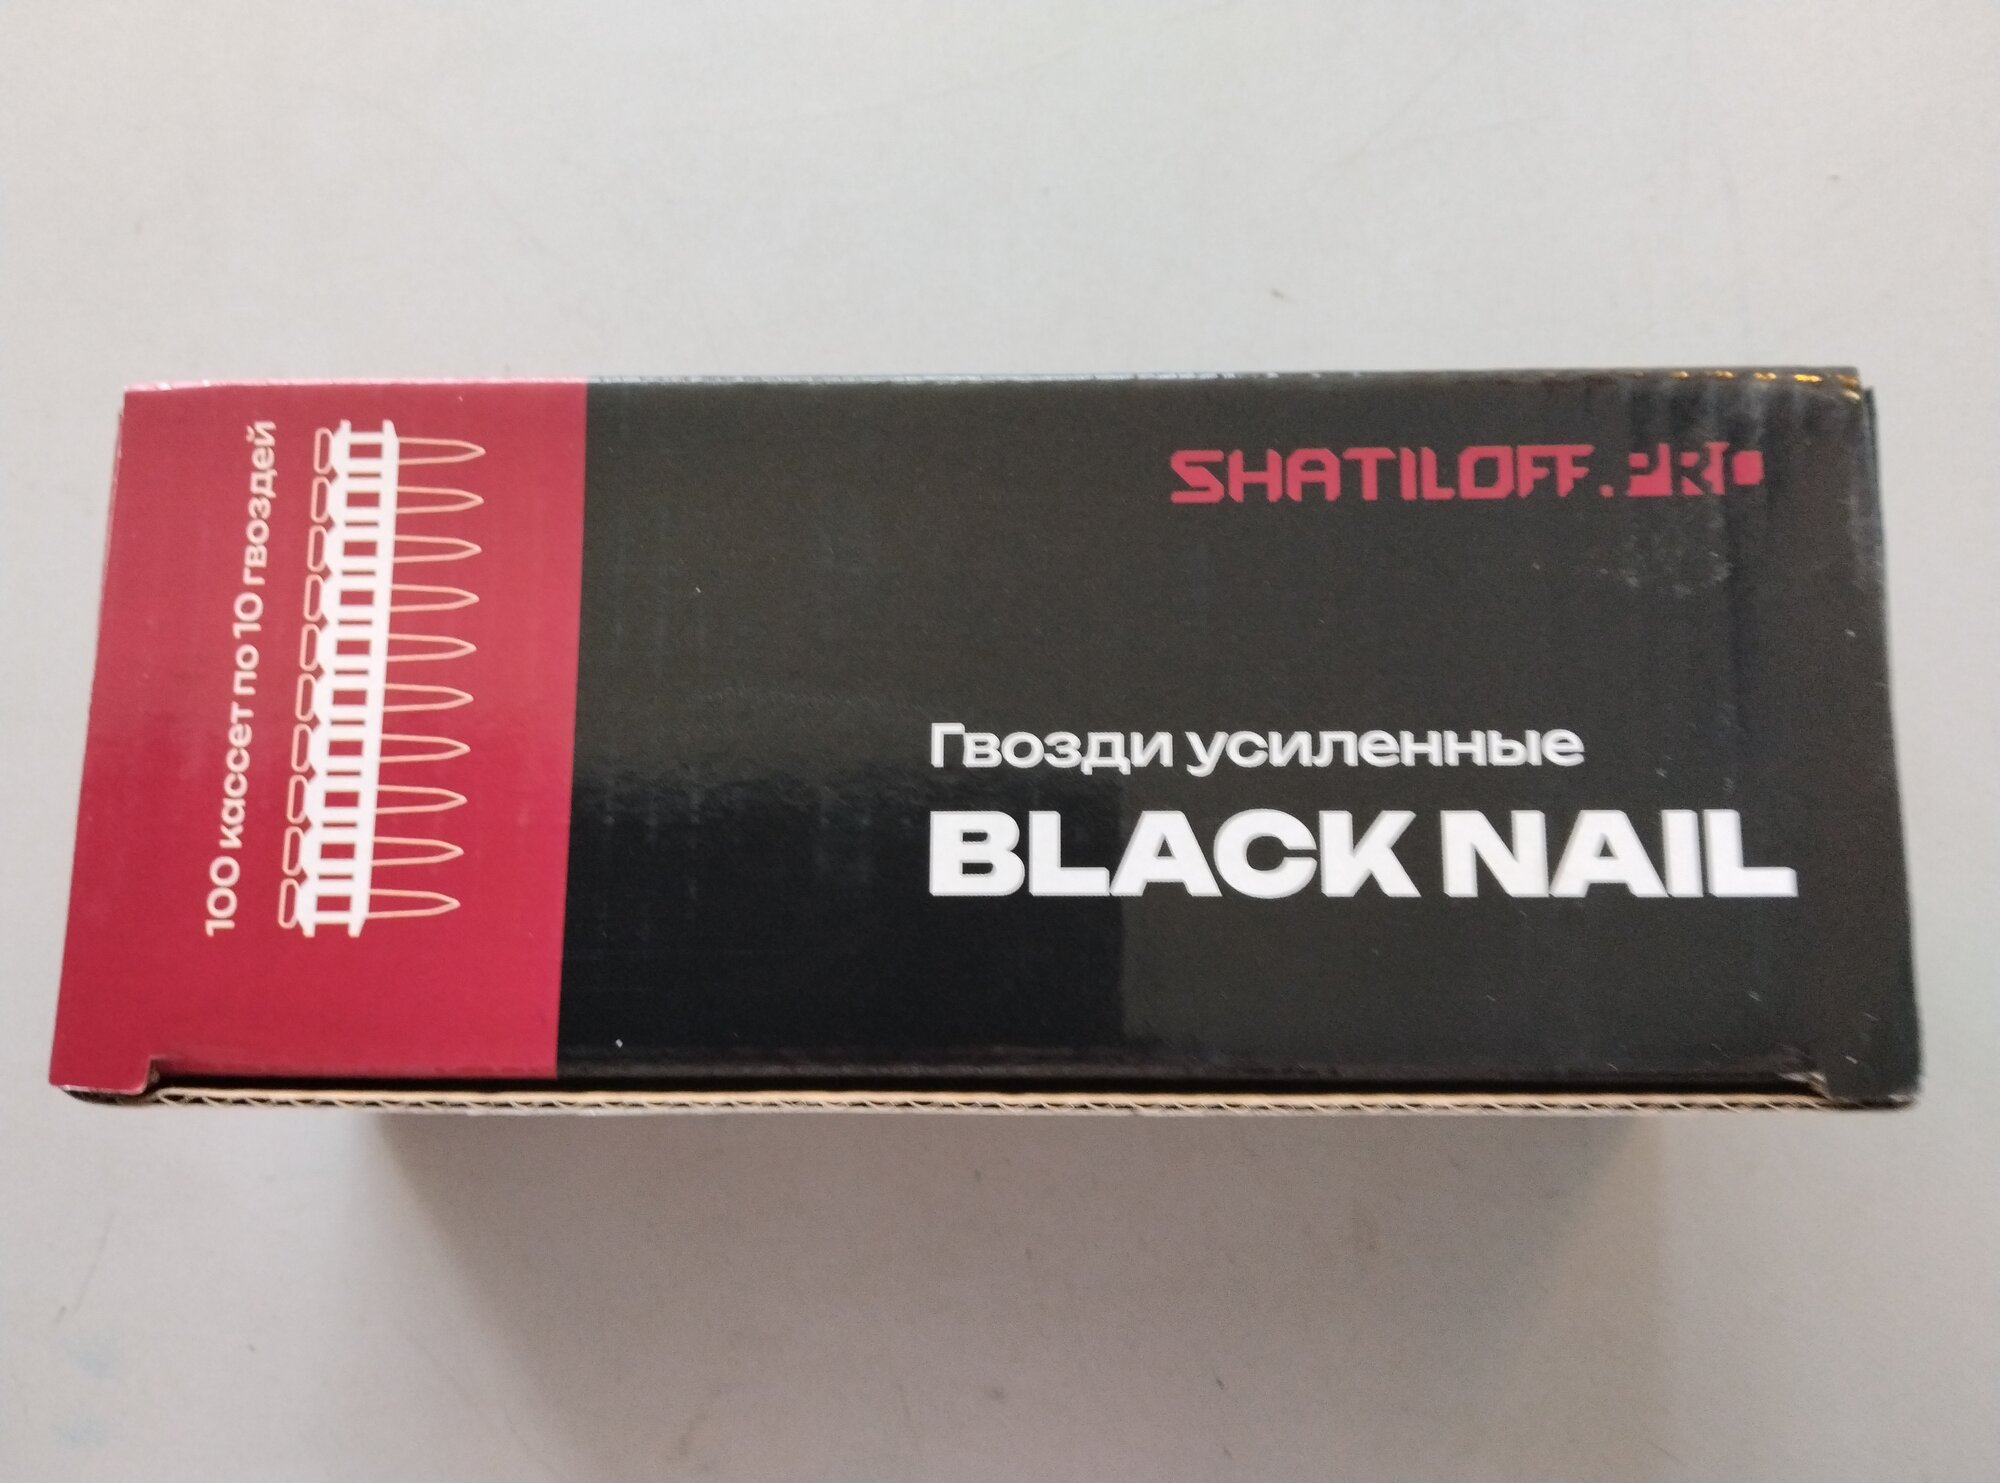 100 кассет по 10 гвоздей
SHATILOFF.PRO
Гвозди усиленные
BLACK NAIL